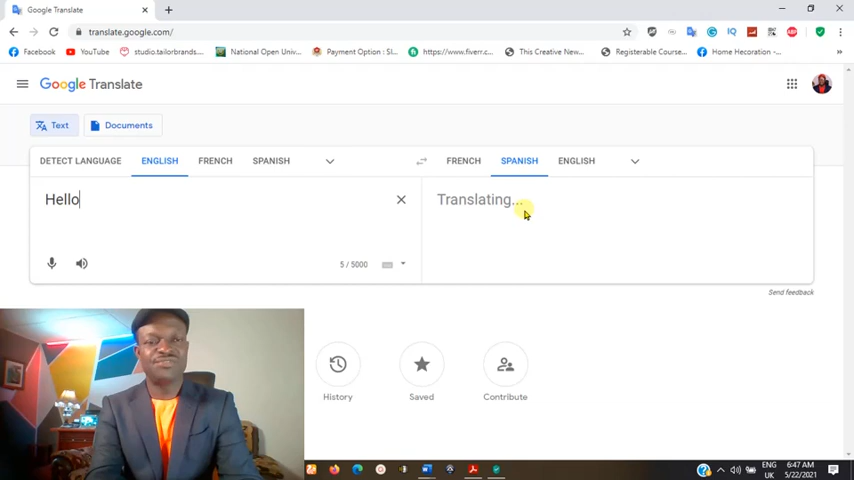 Google Translate
translate.google.com/
Facebook YouTube studio.tailorbrands.... National Open Univ... Payment Option : Sl... https://www.fiverr.c... This Creative New... Registerable Course... Home Hecoration -...
Google Translate
Text Documents
DETECT LANGUAGE ENGLISH FRENCH SPANISH FRENCH SPANISH ENGLISH
Hello Translating...
5 / 5000
Send feedback
History Saved Contribute
ENG 6:47 AM
UK 5/22/2021